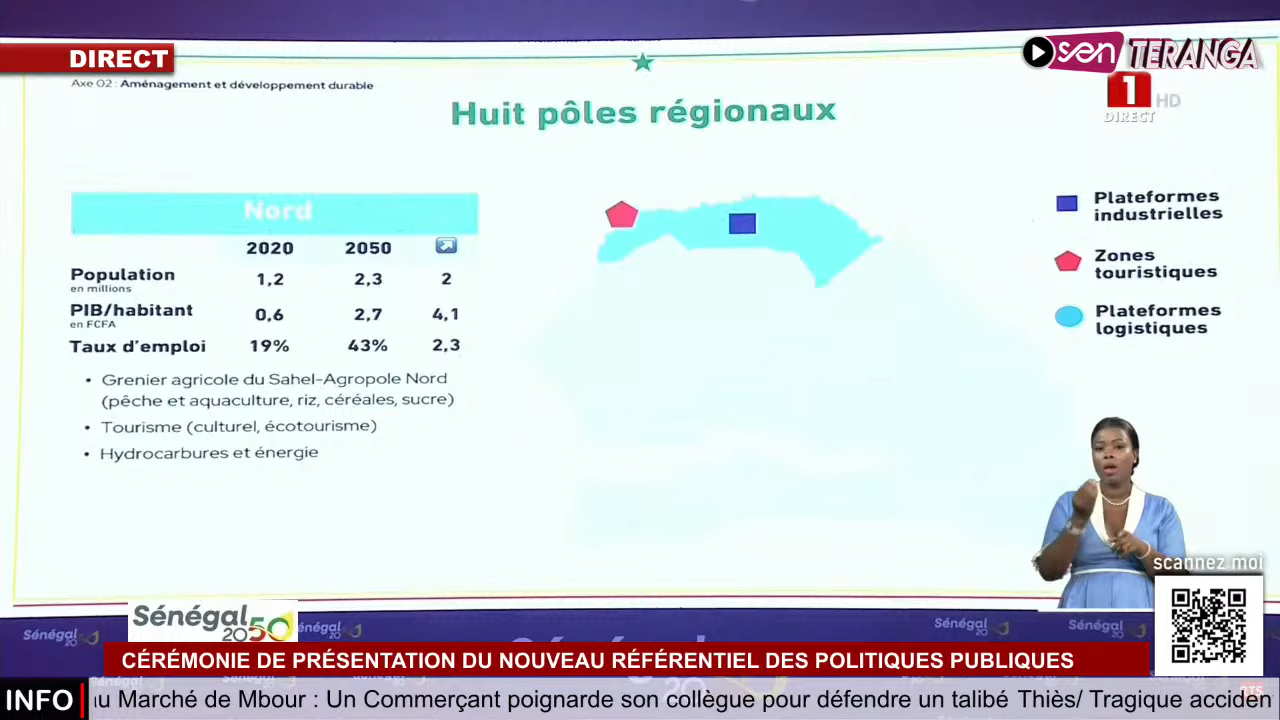 DIRECT
sen TERANGA
1 HD
DIRECT
Axe 02 : Aménagement et développement durable
Huit pôles régionaux
Nord
2020 2050
Population 1,2 2,3 2
en millions
PIB/habitant 0,6 2,7 4,1
en FCFA
Taux d'emploi 19% 43% 2,3
• Grenier agricole du Sahel-Agropole Nord
(pêche et aquaculture, riz, céréales, sucre)
• Tourisme (culturel, écotourisme)
• Hydrocarbures et énergie
Plateformes
industrielles
Zones
touristiques
Plateformes
logistiques
scannez moi
Sénégal
2050
Sénégal
Sénégal
Sénégal
Sénégal
CÉRÉMONIE DE PRÉSENTATION DU NOUVEAU RÉFÉRENTIEL DES POLITIQUES PUBLIQUES
INFO au Marché de Mbour : Un Commerçant poignarde son collègue pour défendre un talibé Thiès/ Tragique acciden
RTS